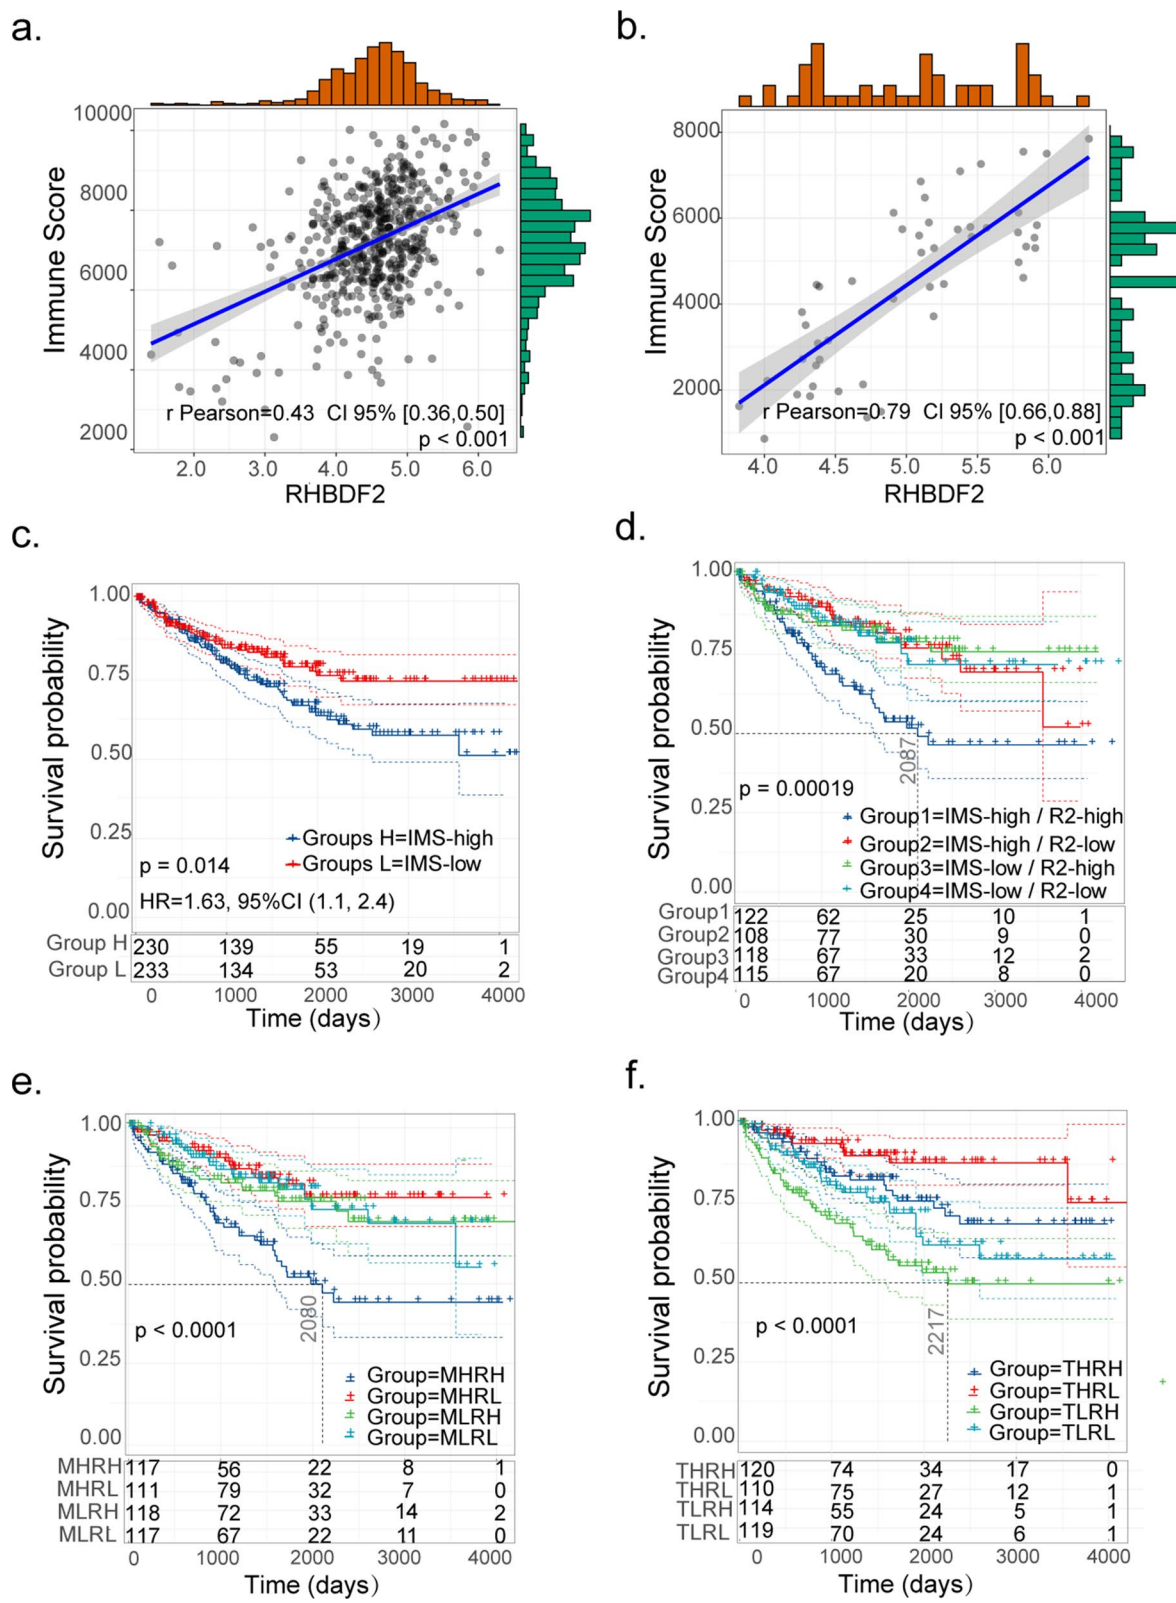 a.
10000
8000
6000
4000
2000
Immune Score
r Pearson=0.43 CI 95% [0.36,0.50]
p < 0.001
2.0 3.0 4.0 5.0 6.0
RHBDF2
b.
8000
6000
4000
2000
Immune Score
r Pearson=0.79 CI 95% [0.66,0.88]
p < 0.001
4.0 4.5 5.0 5.5 6.0
RHBDF2
c.
1.00
0.75
0.50
0.25
0.00
Survival probability
Groups H=IMS-high
Groups L=IMS-low
p = 0.014
HR=1.63, 95%CI (1.1, 2.4)
Group H 230 139 55 19 1
Group L 233 134 53 20 2
0 1000 2000 3000 4000
Time (days)
d.
1.00
0.75
0.50
0.25
0.00
Survival probability
2087
p = 0.00019
Group1=IMS-high / R2-high
Group2=IMS-high / R2-low
Group3=IMS-low / R2-high
Group4=IMS-low / R2-low
Group1 122 62 25 10 1
Group2 108 77 30 9 0
Group3 118 67 33 12 2
Group4 115 67 20 8 0
0 1000 2000 3000 4000
Time (days)
e.
1.00
0.75
0.50
0.25
0.00
Survival probability
2080
p < 0.0001
Group=MHRH
Group=MHRL
Group=MLRH
Group=MLRL
MHRH 117 56 22 8 1
MHRL 111 79 32 7 0
MLRH 118 72 33 14 2
MLRL 117 67 22 11 0
0 1000 2000 3000 4000
Time (days)
f.
1.00
0.75
0.50
0.25
0.00
Survival probability
2217
p < 0.0001
Group=THRH
Group=THRL
Group=TLRH
Group=TLRL
THRH 120 74 34 17 0
THRL 110 75 27 12 1
TLRH 114 55 24 5 1
TLRL 119 70 24 6 1
0 1000 2000 3000 4000
Time (days)